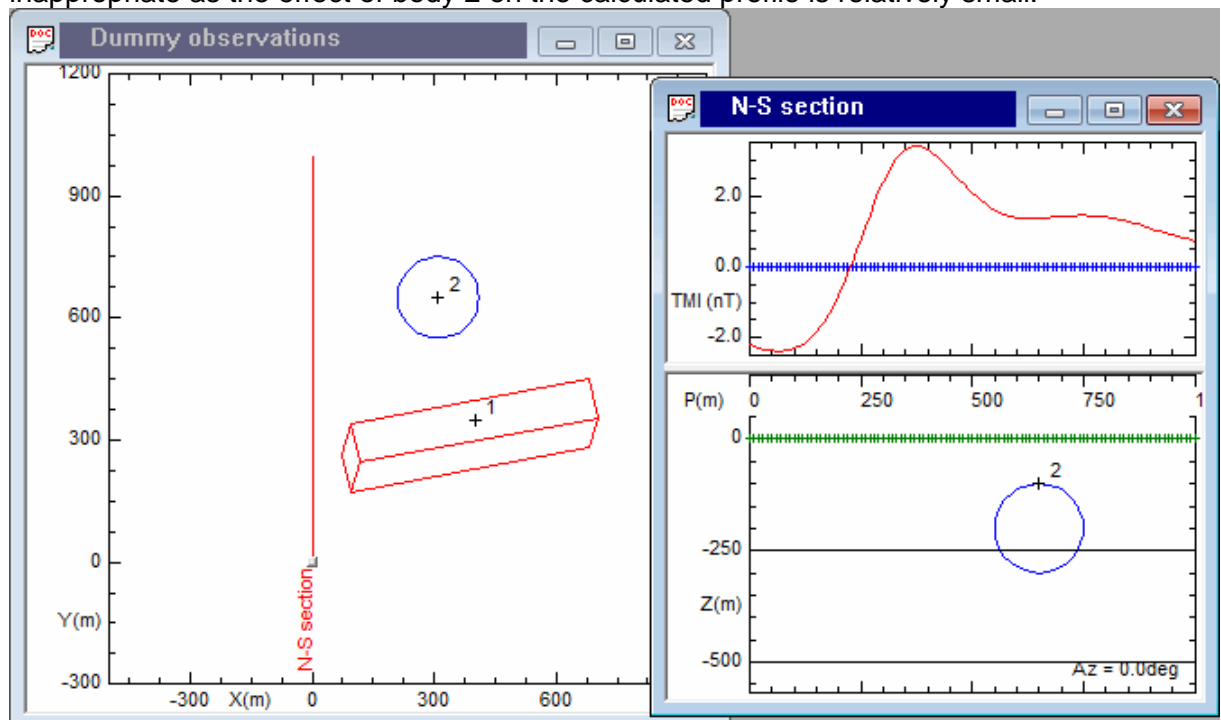 inappropriate as the effect of body 2 on the calculated profile is relatively small.
DOC Dummy observations
1200
900
600
300
0
Y(m)
-300
-300 X(m) 0 300 600
N-S section
2
1
DOC N-S section
2.0
0.0
TMI (nT)
-2.0
P(m) 0 250 500 750 1
0
2
-250
Z(m)
-500
Az = 0.0deg